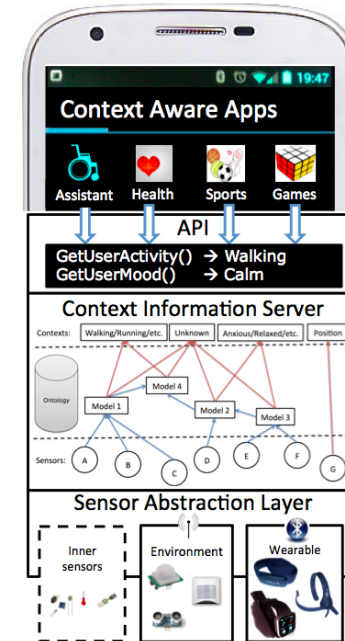 19:47
Context Aware Apps
Assistant Health Sports Games
API
GetUserActivity() → Walking
GetUserMood() → Calm
Context Information Server
Contexts: Walking/Running/etc. Unknown Anxious/Relaxed/etc. Position
Ontology
Model 4
Model 1
Model 2
Model 3
Sensors: A B C D E F G
Sensor Abstraction Layer
Inner
sensors
Environment
Wearable